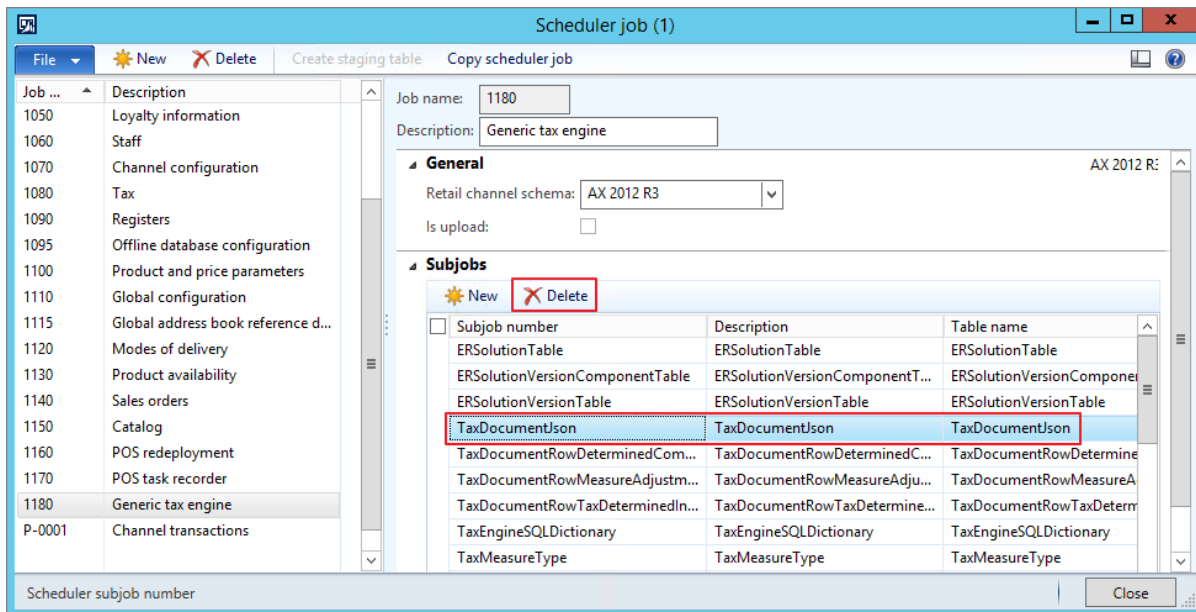 Scheduler job (1)
File New Delete Create staging table Copy scheduler job
Job ... Description
1050 Loyalty information
1060 Staff
1070 Channel configuration
1080 Tax
1090 Registers
1095 Offline database configuration
1100 Product and price parameters
1110 Global configuration
1115 Global address book reference d...
1120 Modes of delivery
1130 Product availability
1140 Sales orders
1150 Catalog
1160 POS redeployment
1170 POS task recorder
1180 Generic tax engine
P-0001 Channel transactions
Job name: 1180
Description: Generic tax engine
General AX 2012 R3
Retail channel schema: AX 2012 R3
Is upload:
Subjobs
New Delete
Subjob number Description Table name
ERSolutionTable ERSolutionTable ERSolutionTable
ERSolutionVersionComponentTable ERSolutionVersionComponentT... ERSolutionVersionComponen
ERSolutionVersionTable ERSolutionVersionTable ERSolutionVersionTable
TaxDocumentJson TaxDocumentJson TaxDocumentJson
TaxDocumentRowDeterminedCom... TaxDocumentRowDeterminedC... TaxDocumentRowDetermine
TaxDocumentRowMeasureAdjustm... TaxDocumentRowMeasureAdju... TaxDocumentRowMeasureA
TaxDocumentRowTaxDeterminedIn... TaxDocumentRowTaxDetermine... TaxDocumentRowTaxDeterm
TaxEngineSQLDictionary TaxEngineSQLDictionary TaxEngineSQLDictionary
TaxMeasureType TaxMeasureType TaxMeasureType
Scheduler subjob number Close